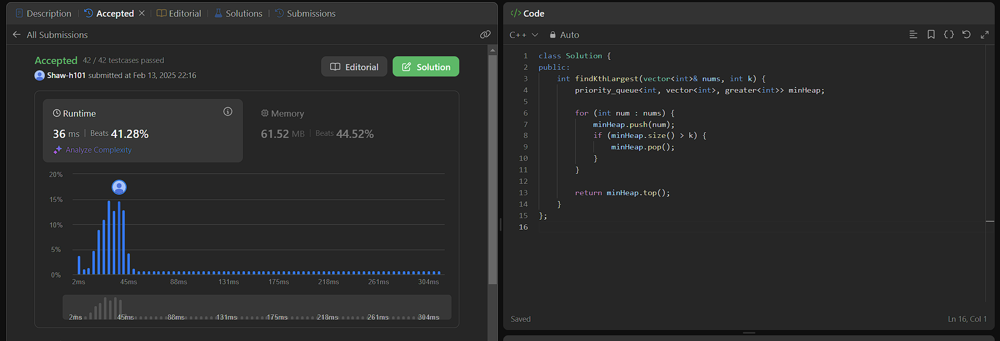 Description
Accepted
Editorial
Solutions
Submissions
All Submissions
Accepted 42 / 42 testcases passed
Shaw-h101 submitted at Feb 13, 2025 22:16
Editorial
Solution
Runtime
36 ms | Beats 41.28%
Analyze Complexity
Memory
61.52 MB | Beats 44.52%
20%
15%
10%
5%
0%
2ms 45ms 88ms 131ms 175ms 218ms 261ms 304ms
2ms 45ms 88ms 131ms 175ms 218ms 261ms 304ms
</> Code
C++ Auto
1 class Solution {
2 public:
3     int findKthLargest(vector<int>& nums, int k) {
4         priority_queue<int, vector<int>, greater<int>> minHeap;
5
6         for (int num : nums) {
7             minHeap.push(num);
8             if (minHeap.size() > k) {
9                 minHeap.pop();
10             }
11         }
12
13         return minHeap.top();
14     }
15 };
16
Saved
Ln 16, Col 1